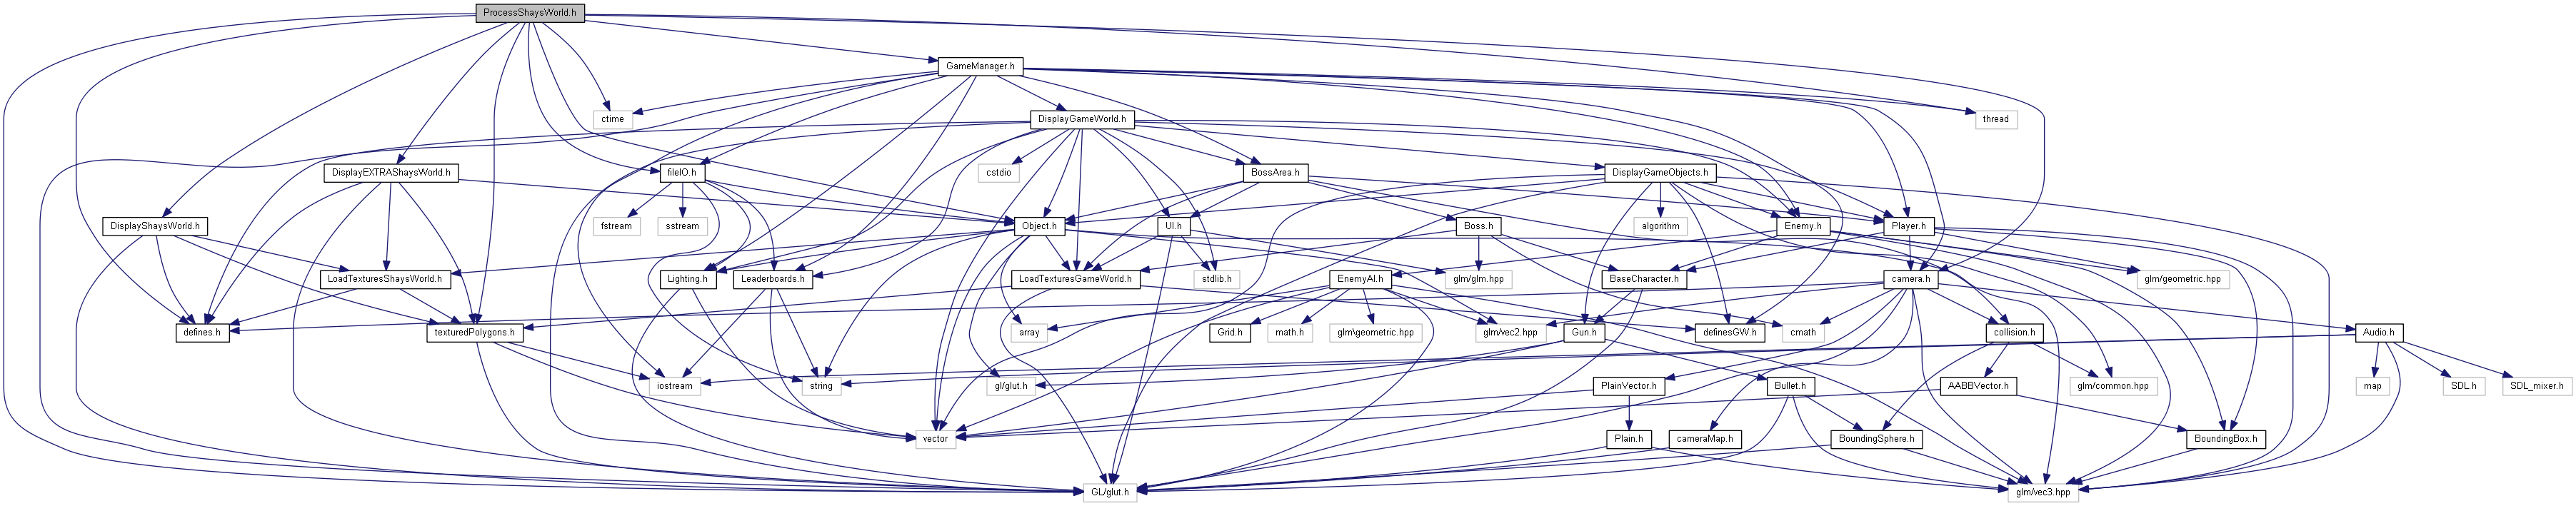 ProcessShaysWorld.h
GameManager.h
ctime
DisplayGameWorld.h
thread
DisplayEXTRAShaysWorld.h
fileIO.h
cstdio
BossArea.h
DisplayGameObjects.h
DisplayShaysWorld.h
fstream
sstream
Object.h
UI.h
Boss.h
algorithm
Enemy.h
Player.h
LoadTexturesShaysWorld.h
Lighting.h
Leaderboards.h
LoadTexturesGameWorld.h
stdlib.h
glm/glm.hpp
EnemyAI.h
BaseCharacter.h
camera.h
glm/geometric.hpp
defines.h
texturedPolygons.h
array
Grid.h
math.h
glm\geometric.hpp
glm/vec2.hpp
Gun.h
definesGW.h
cmath
collision.h
Audio.h
iostream
string
gl/glut.h
PlainVector.h
Bullet.h
AABBVector.h
glm/common.hpp
map
SDL.h
SDL_mixer.h
vector
Plain.h
cameraMap.h
BoundingSphere.h
BoundingBox.h
GL/glut.h
glm/vec3.hpp